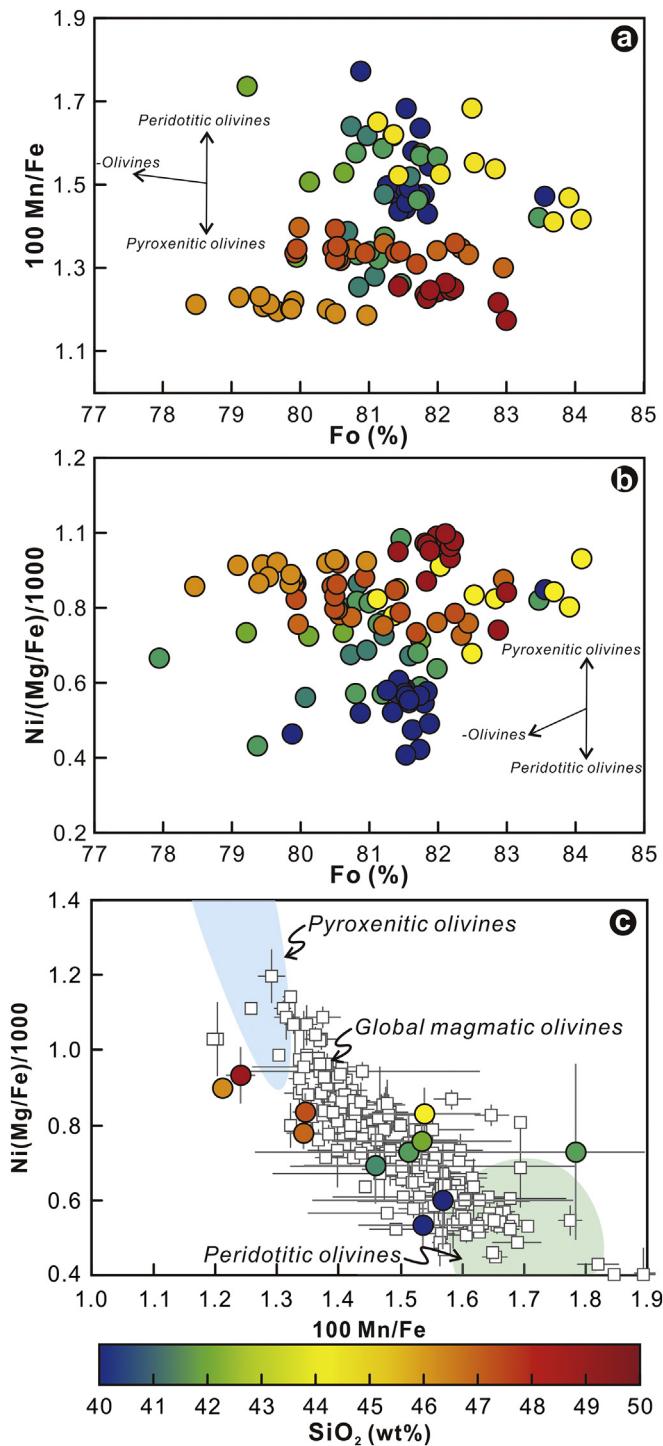 a
1.9
1.7
1.5
1.3
1.1
100 Mn/Fe
Peridotitic olivines
-Olivines
Pyroxenitic olivines
77 78 79 80 81 82 83 84 85
Fo (%)
b
1.2
1.1
0.8
0.6
0.4
0.2
Ni/(Mg/Fe)/1000
Pyroxenitic olivines
-Olivines
Peridotitic olivines
77 78 79 80 81 82 83 84 85
Fo (%)
c
1.4
1.2
1.0
0.8
0.6
0.4
Ni(Mg/Fe)/1000
Pyroxenitic olivines
Global magmatic olivines
Peridotitic olivines
1.0 1.2 1.3 1.4 1.5 1.6 1.7 1.8 1.9
100 Mn/Fe
40 41 42 43 44 45 46 47 48 49 50
SiO₂ (wt%)